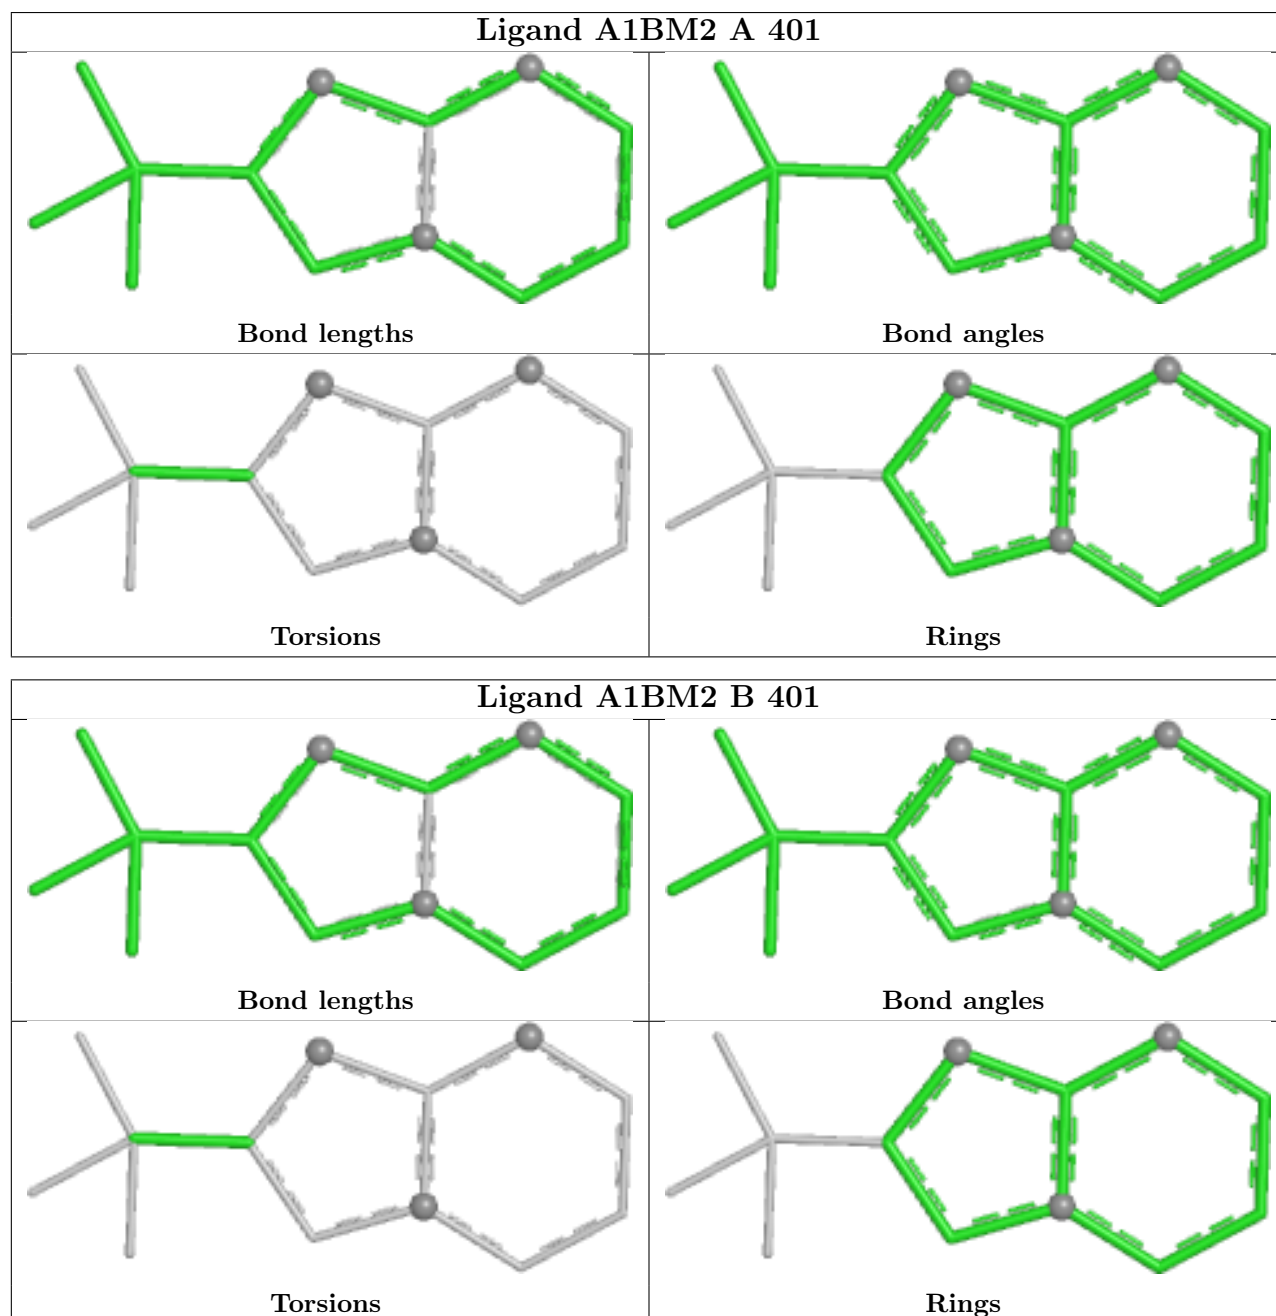 Ligand A1BM2 A 401
Bond lengths
Bond angles
Torsions
Rings
Ligand A1BM2 B 401
Bond lengths
Bond angles
Torsions
Rings